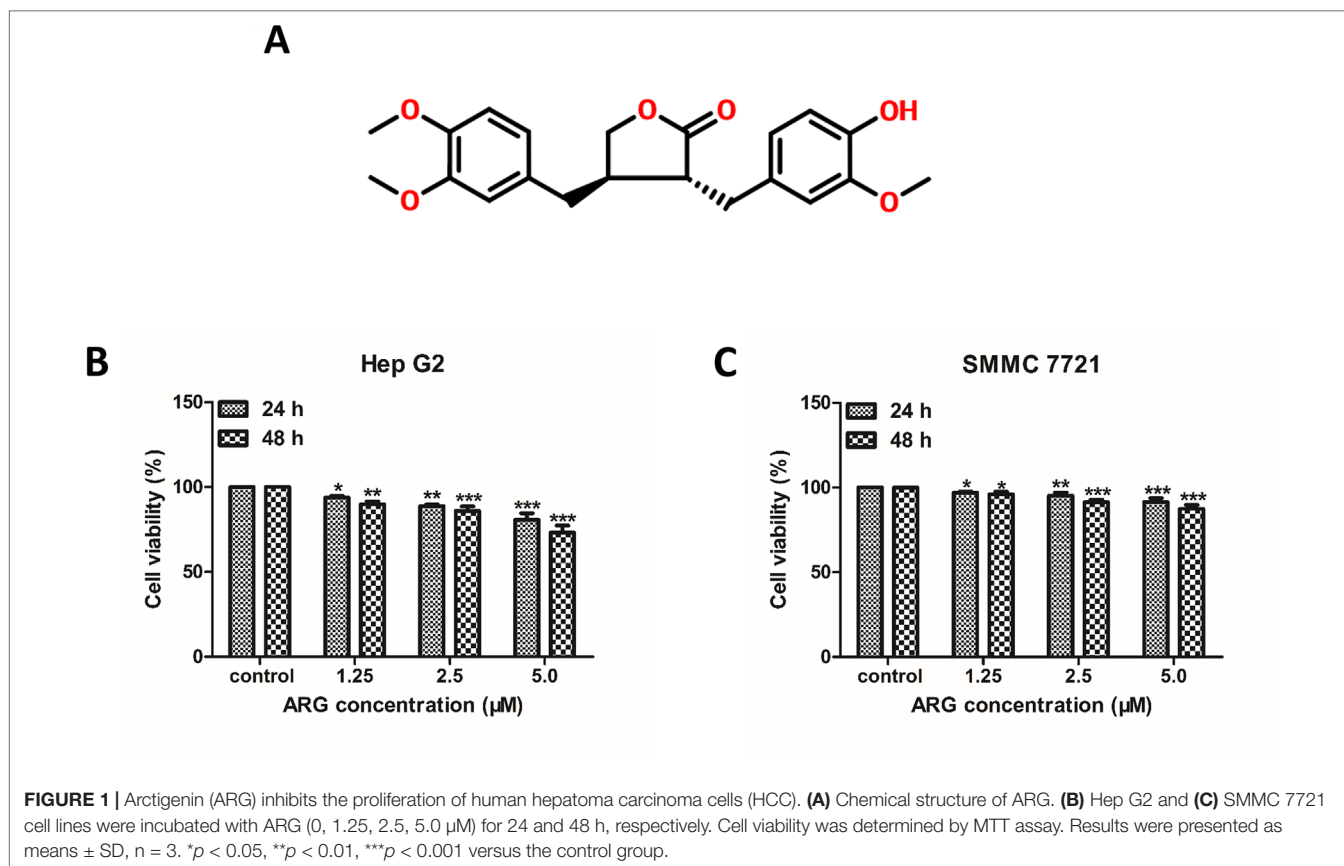 A
O
O
O
O
OH
O
B
Hep G2
24 h
48 h
Cell viability (%)
150
100
50
0
* ** ** *** *** ***
control 1.25 2.5 5.0
ARG concentration (µM)
C
SMMC 7721
24 h
48 h
Cell viability (%)
150
100
50
0
* * ** *** *** ***
control 1.25 2.5 5.0
ARG concentration (µM)
FIGURE 1 | Arctigenin (ARG) inhibits the proliferation of human hepatoma carcinoma cells (HCC). (A) Chemical structure of ARG. (B) Hep G2 and (C) SMMC 7721
cell lines were incubated with ARG (0, 1.25, 2.5, 5.0 µM) for 24 and 48 h, respectively. Cell viability was determined by MTT assay. Results were presented as
means ± SD, n = 3. *p < 0.05, **p < 0.01, ***p < 0.001 versus the control group.